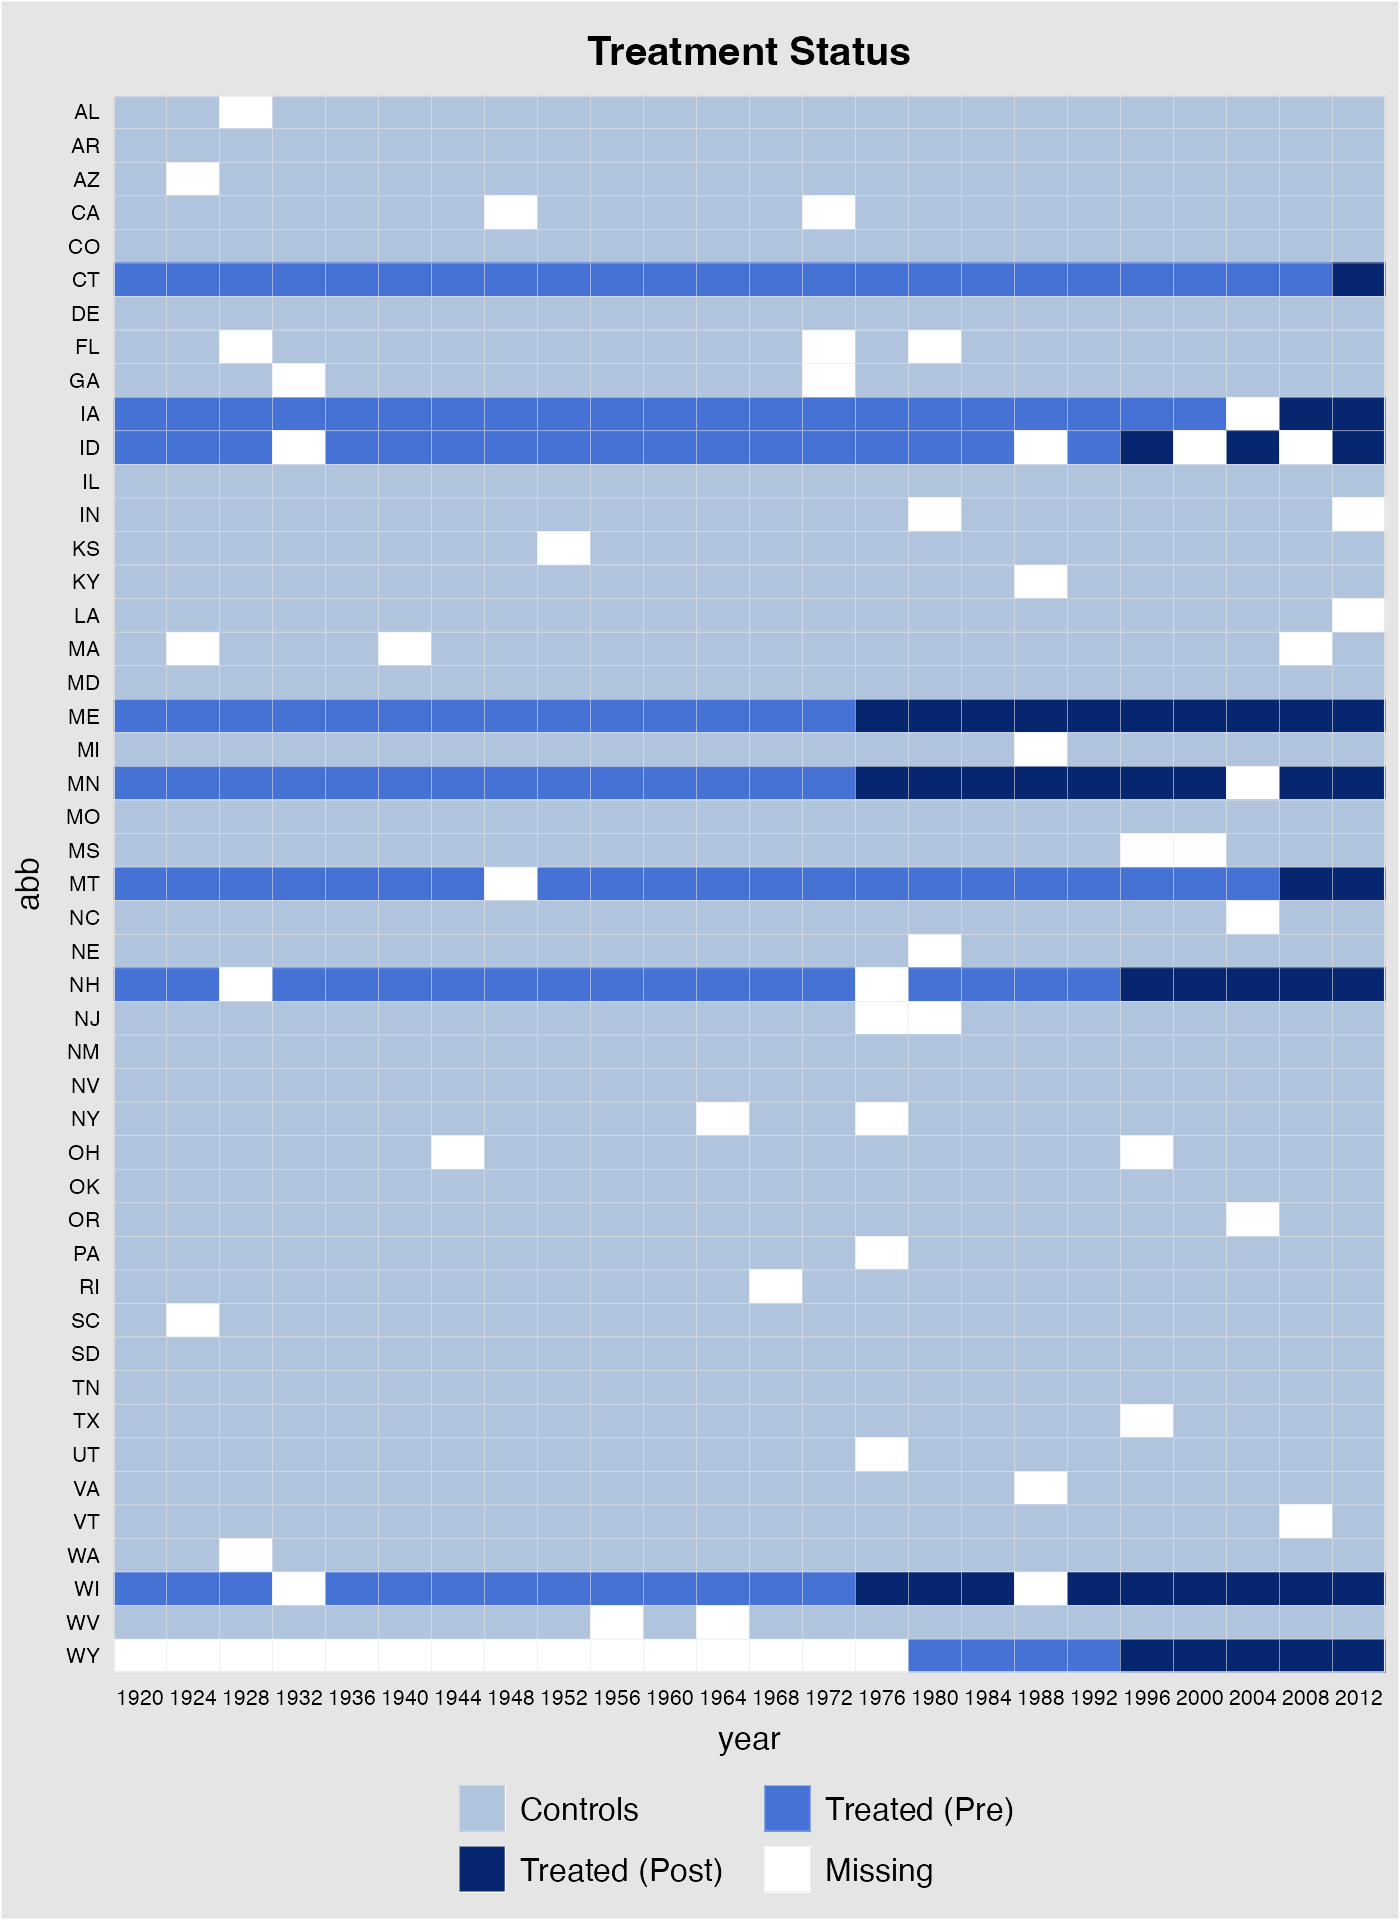 Treatment Status
AL
AR
AZ
CA
CO
CT
DE
FL
GA
IA
ID
IL
IN
KS
KY
LA
MA
MD
ME
MI
MN
MO
MS
MT
NC
NE
NH
NJ
NM
NV
NY
OH
OK
OR
PA
RI
SC
SD
TN
TX
UT
VA
VT
WA
WI
WV
WY
abb
1920 1924 1928 1932 1936 1940 1944 1948 1952 1956 1960 1964 1968 1972 1976 1980 1984 1988 1992 1996 2000 2004 2008 2012
year
Controls Treated (Pre)
Treated (Post) Missing